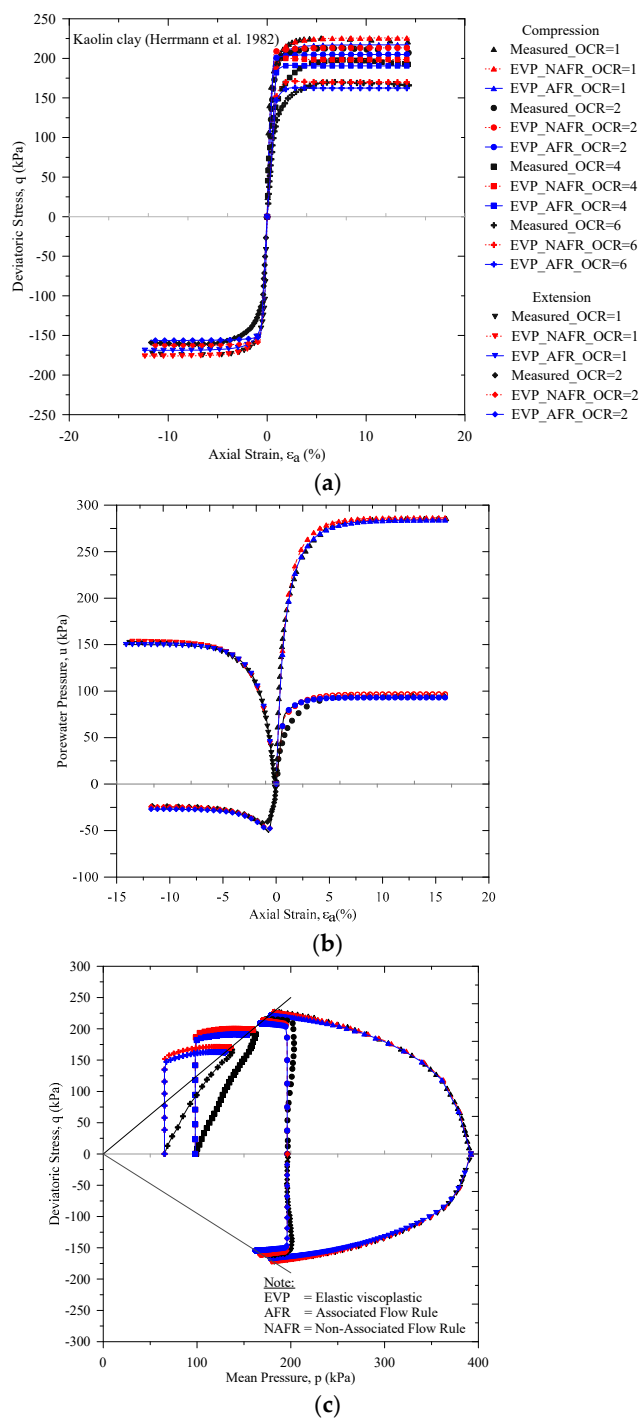 Kaolin clay (Herrmann et al. 1982)
250
200
150
100
50
0
-50
-100
-150
-200
-250
Deviatoric Stress, q (kPa)
-20
-10
0
10
20
Axial Strain, εa (%)
Compression
Measured_OCR=1
EVP_NAFR_OCR=1
EVP_AFR_OCR=1
Measured_OCR=2
EVP_NAFR_OCR=2
EVP_AFR_OCR=2
Measured_OCR=4
EVP_NAFR_OCR=4
EVP_AFR_OCR=4
Measured_OCR=6
EVP_NAFR_OCR=6
EVP_AFR_OCR=6
Extension
Measured_OCR=1
EVP_NAFR_OCR=1
EVP_AFR_OCR=1
Measured_OCR=2
EVP_NAFR_OCR=2
EVP_AFR_OCR=2
(a)
300
250
200
150
100
50
0
-50
-100
Porewater Pressure, u (kPa)
-15
-10
-5
0
5
10
15
20
Axial Strain, εa(%)
(b)
300
250
200
150
100
50
0
-50
-100
-150
-200
-250
-300
Deviatoric Stress, q (kPa)
Note:
EVP = Elastic viscoplastic
AFR = Associated Flow Rule
NAFR = Non-Associated Flow Rule
0
100
200
300
400
Mean Pressure, p (kPa)
(c)